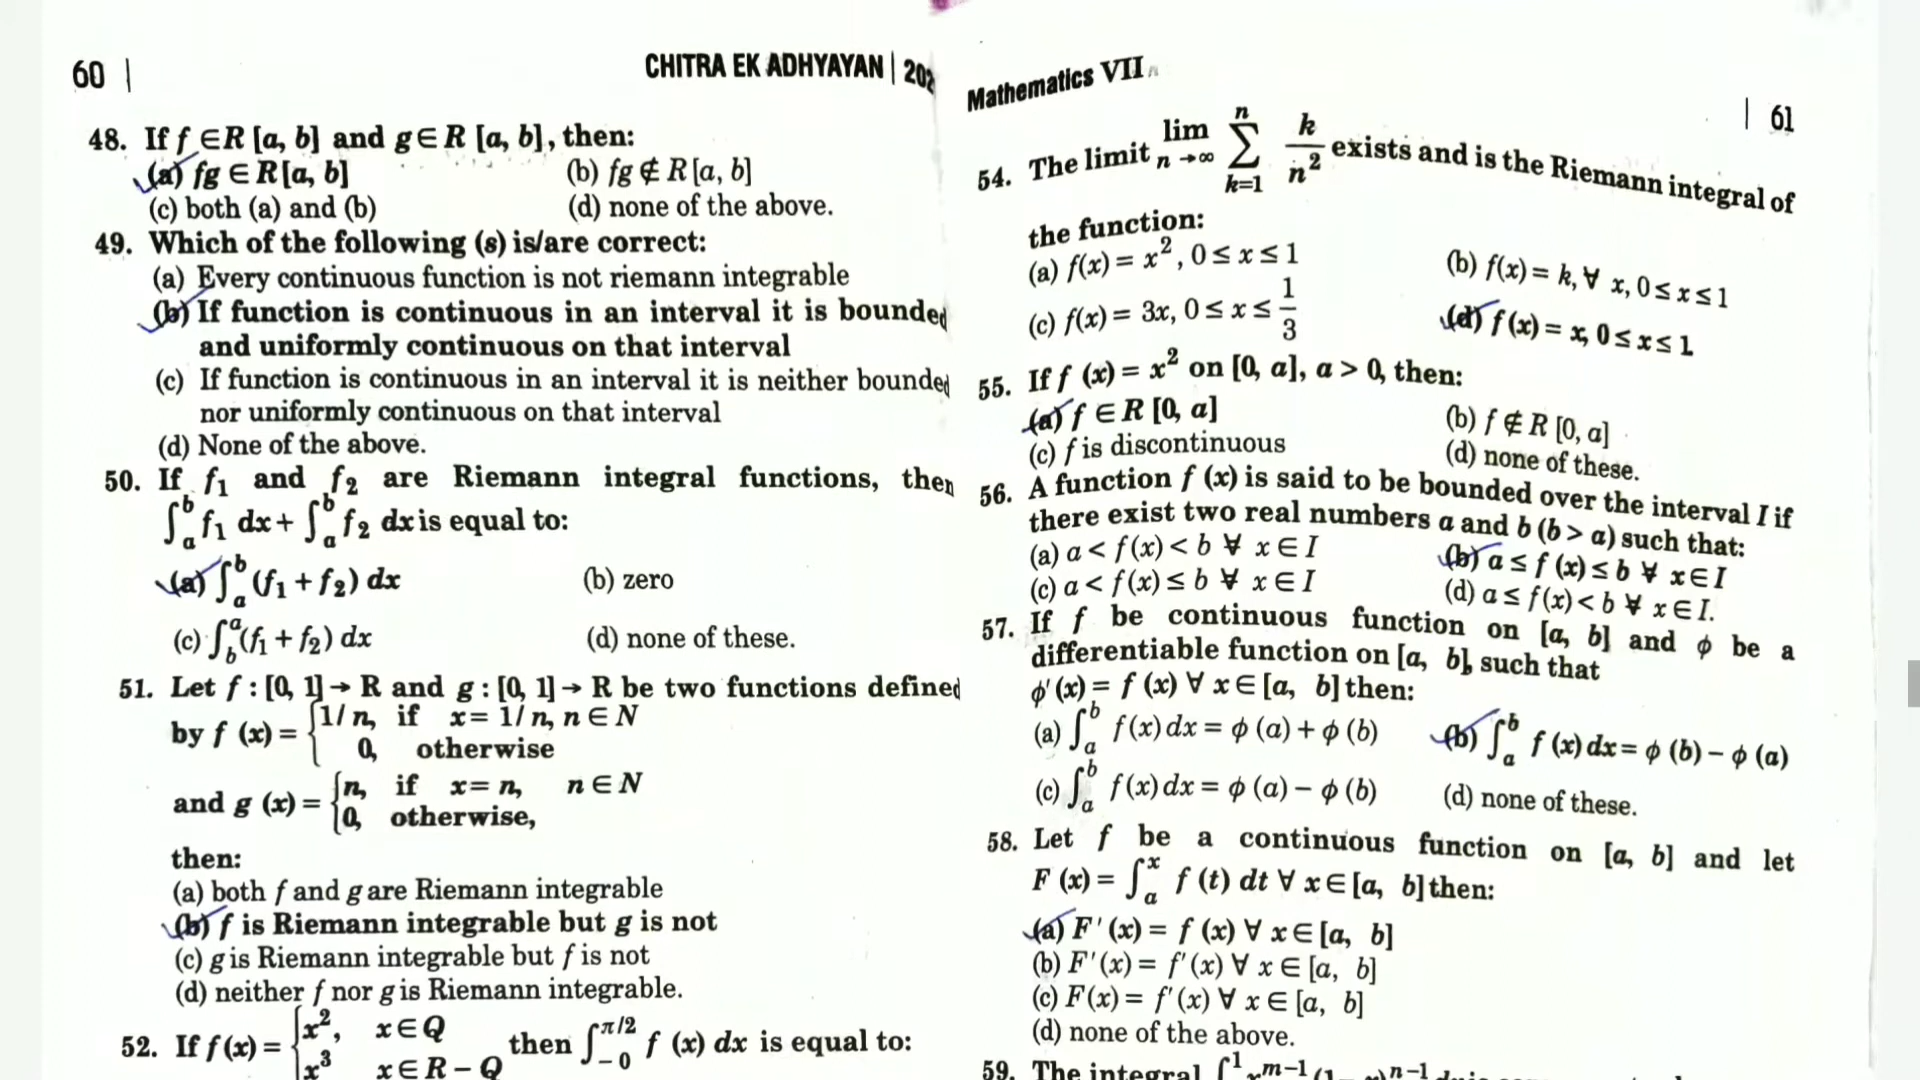 60 |
CHITRA EK ADHYAYAN | 202
48. If f ∈ R [a, b] and g ∈ R [a, b], then:
(a) fg ∈ R [a, b] (b) fg ∉ R [a, b]
(c) both (a) and (b) (d) none of the above.
49. Which of the following (s) is/are correct:
(a) Every continuous function is not riemann integrable
(b) If function is continuous in an interval it is bounded
and uniformly continuous on that interval
(c) If function is continuous in an interval it is neither bounded
nor uniformly continuous on that interval
(d) None of the above.
50. If f₁ and f₂ are Riemann integral functions, then
∫ₐᵇ f₁ dx + ∫ₐᵇ f₂ dx is equal to:
(a) ∫ₐᵇ (f₁ + f₂) dx (b) zero
(c) ∫_b^a (f₁ + f₂) dx (d) none of these.
51. Let f : [0, 1] → R and g : [0, 1] → R be two functions defined
by f (x) = { 1/n, if x = 1/n, n ∈ N
0, otherwise
and g (x) = { n, if x = n, n ∈ N
0, otherwise,
then:
(a) both f and g are Riemann integrable
(b) f is Riemann integrable but g is not
(c) g is Riemann integrable but f is not
(d) neither f nor g is Riemann integrable.
52. If f (x) = { x², x ∈ Q
x³ x ∈ R – Q then ∫_{–0}^{π/2} f (x) dx is equal to:
Mathematics VII
| 61
54. The limit lim_{n→∞} Σ_{k=1}^{n} k/n² exists and is the Riemann integral of
the function:
(a) f(x) = x², 0 ≤ x ≤ 1 (b) f(x) = k, ∀ x, 0 ≤ x ≤ 1
(c) f(x) = 3x, 0 ≤ x ≤ 1/3 (d) f (x) = x, 0 ≤ x ≤ 1
55. If f (x) = x² on [0, a], a > 0, then:
(a) f ∈ R [0, a] (b) f ∉ R [0, a]
(c) f is discontinuous (d) none of these.
56. A function f (x) is said to be bounded over the interval I if
there exist two real numbers a and b (b > a) such that:
(a) a < f(x) < b ∀ x ∈ I (b) a ≤ f (x) ≤ b ∀ x ∈ I
(c) a < f(x) ≤ b ∀ x ∈ I (d) a ≤ f(x) < b ∀ x ∈ I.
57. If f be continuous function on [a, b] and ϕ be a
differentiable function on [a, b], such that
ϕ' (x) = f (x) ∀ x ∈ [a, b] then:
(a) ∫ₐᵇ f (x) dx = ϕ (a) + ϕ (b) (b) ∫ₐᵇ f (x) dx = ϕ (b) – ϕ (a)
(c) ∫ₐᵇ f (x) dx = ϕ (a) – ϕ (b) (d) none of these.
58. Let f be a continuous function on [a, b] and let
F (x) = ∫ₐˣ f (t) dt ∀ x ∈ [a, b] then:
(a) F' (x) = f (x) ∀ x ∈ [a, b]
(b) F' (x) = f' (x) ∀ x ∈ [a, b]
(c) F(x) = f' (x) ∀ x ∈ [a, b]
(d) none of the above.
59. The integral ∫ ¹ x^{m–1} (1 – x)^{n–1}